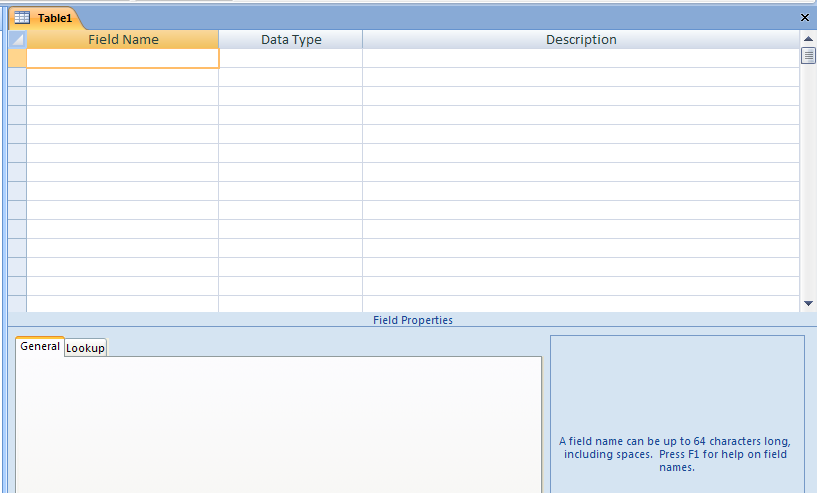 Table1
Field Name Data Type Description
Field Properties
General Lookup
A field name can be up to 64 characters long,
including spaces. Press F1 for help on field
names.